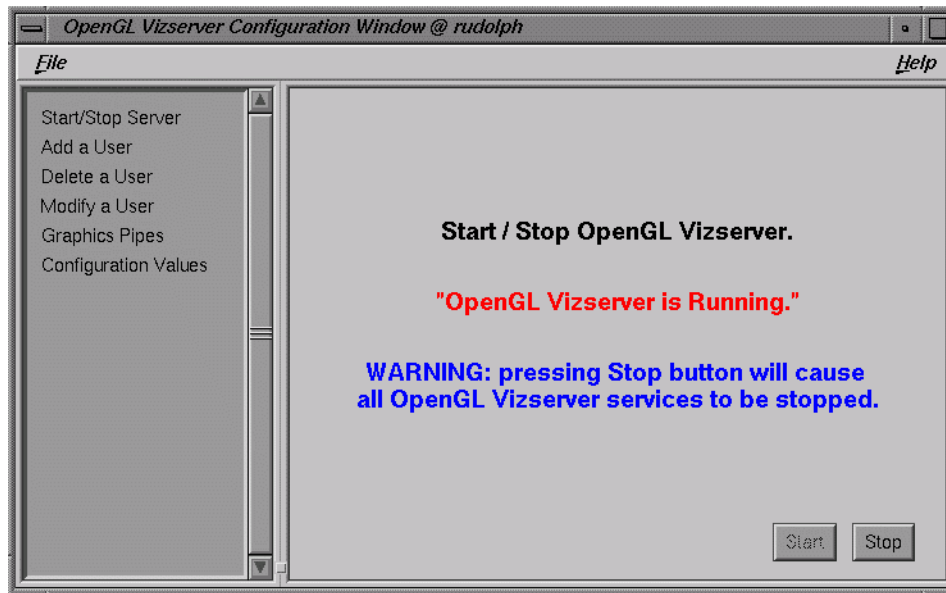 OpenGL Vizserver Configuration Window @ rudolph
File
Help
Start/Stop Server
Add a User
Delete a User
Modify a User
Graphics Pipes
Configuration Values
Start / Stop OpenGL Vizserver.
"OpenGL Vizserver is Running."
WARNING: pressing Stop button will cause
all OpenGL Vizserver services to be stopped.
Start
Stop